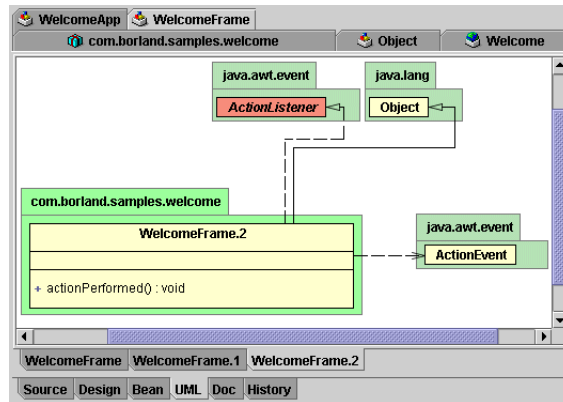 WelcomeApp WelcomeFrame
com.borland.samples.welcome Object Welcome
java.awt.event java.lang
ActionListener Object
com.borland.samples.welcome
WelcomeFrame.2
java.awt.event
ActionEvent
+ actionPerformed() : void
WelcomeFrame WelcomeFrame.1 WelcomeFrame.2
Source Design Bean UML Doc History